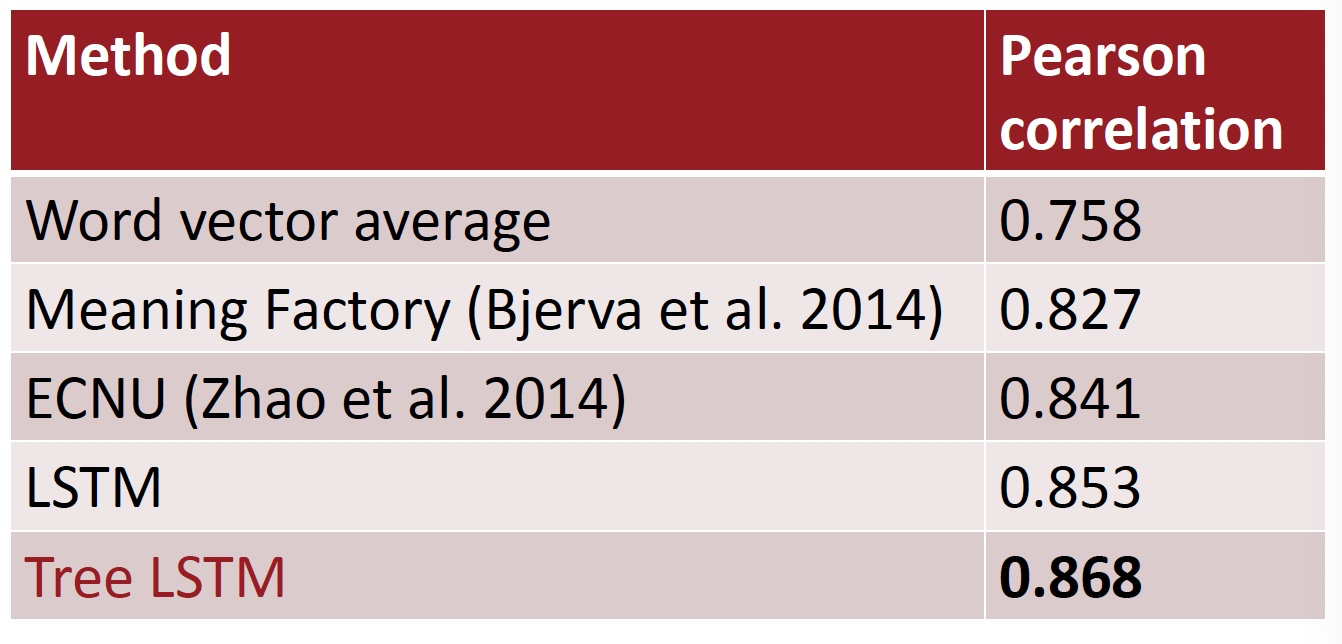 Method Pearson
correlation
Word vector average 0.758
Meaning Factory (Bjerva et al. 2014) 0.827
ECNU (Zhao et al. 2014) 0.841
LSTM 0.853
Tree LSTM 0.868